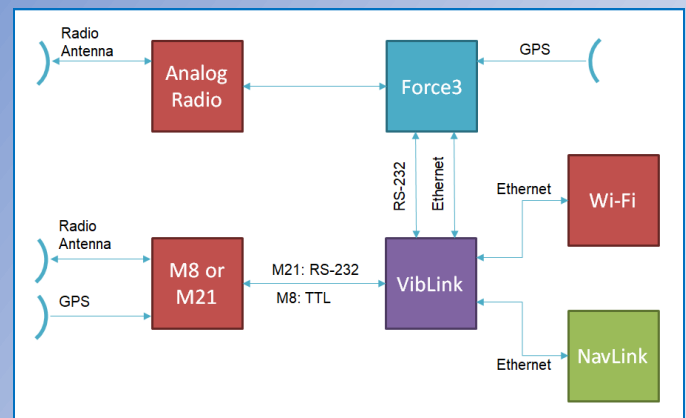 Radio
Antenna
Analog
Radio
Force3
GPS
RS-232
Ethernet
Ethernet
Wi-Fi
Radio
Antenna
GPS
M8 or
M21
M21: RS-232
M8: TTL
VibLink
Ethernet
NavLink